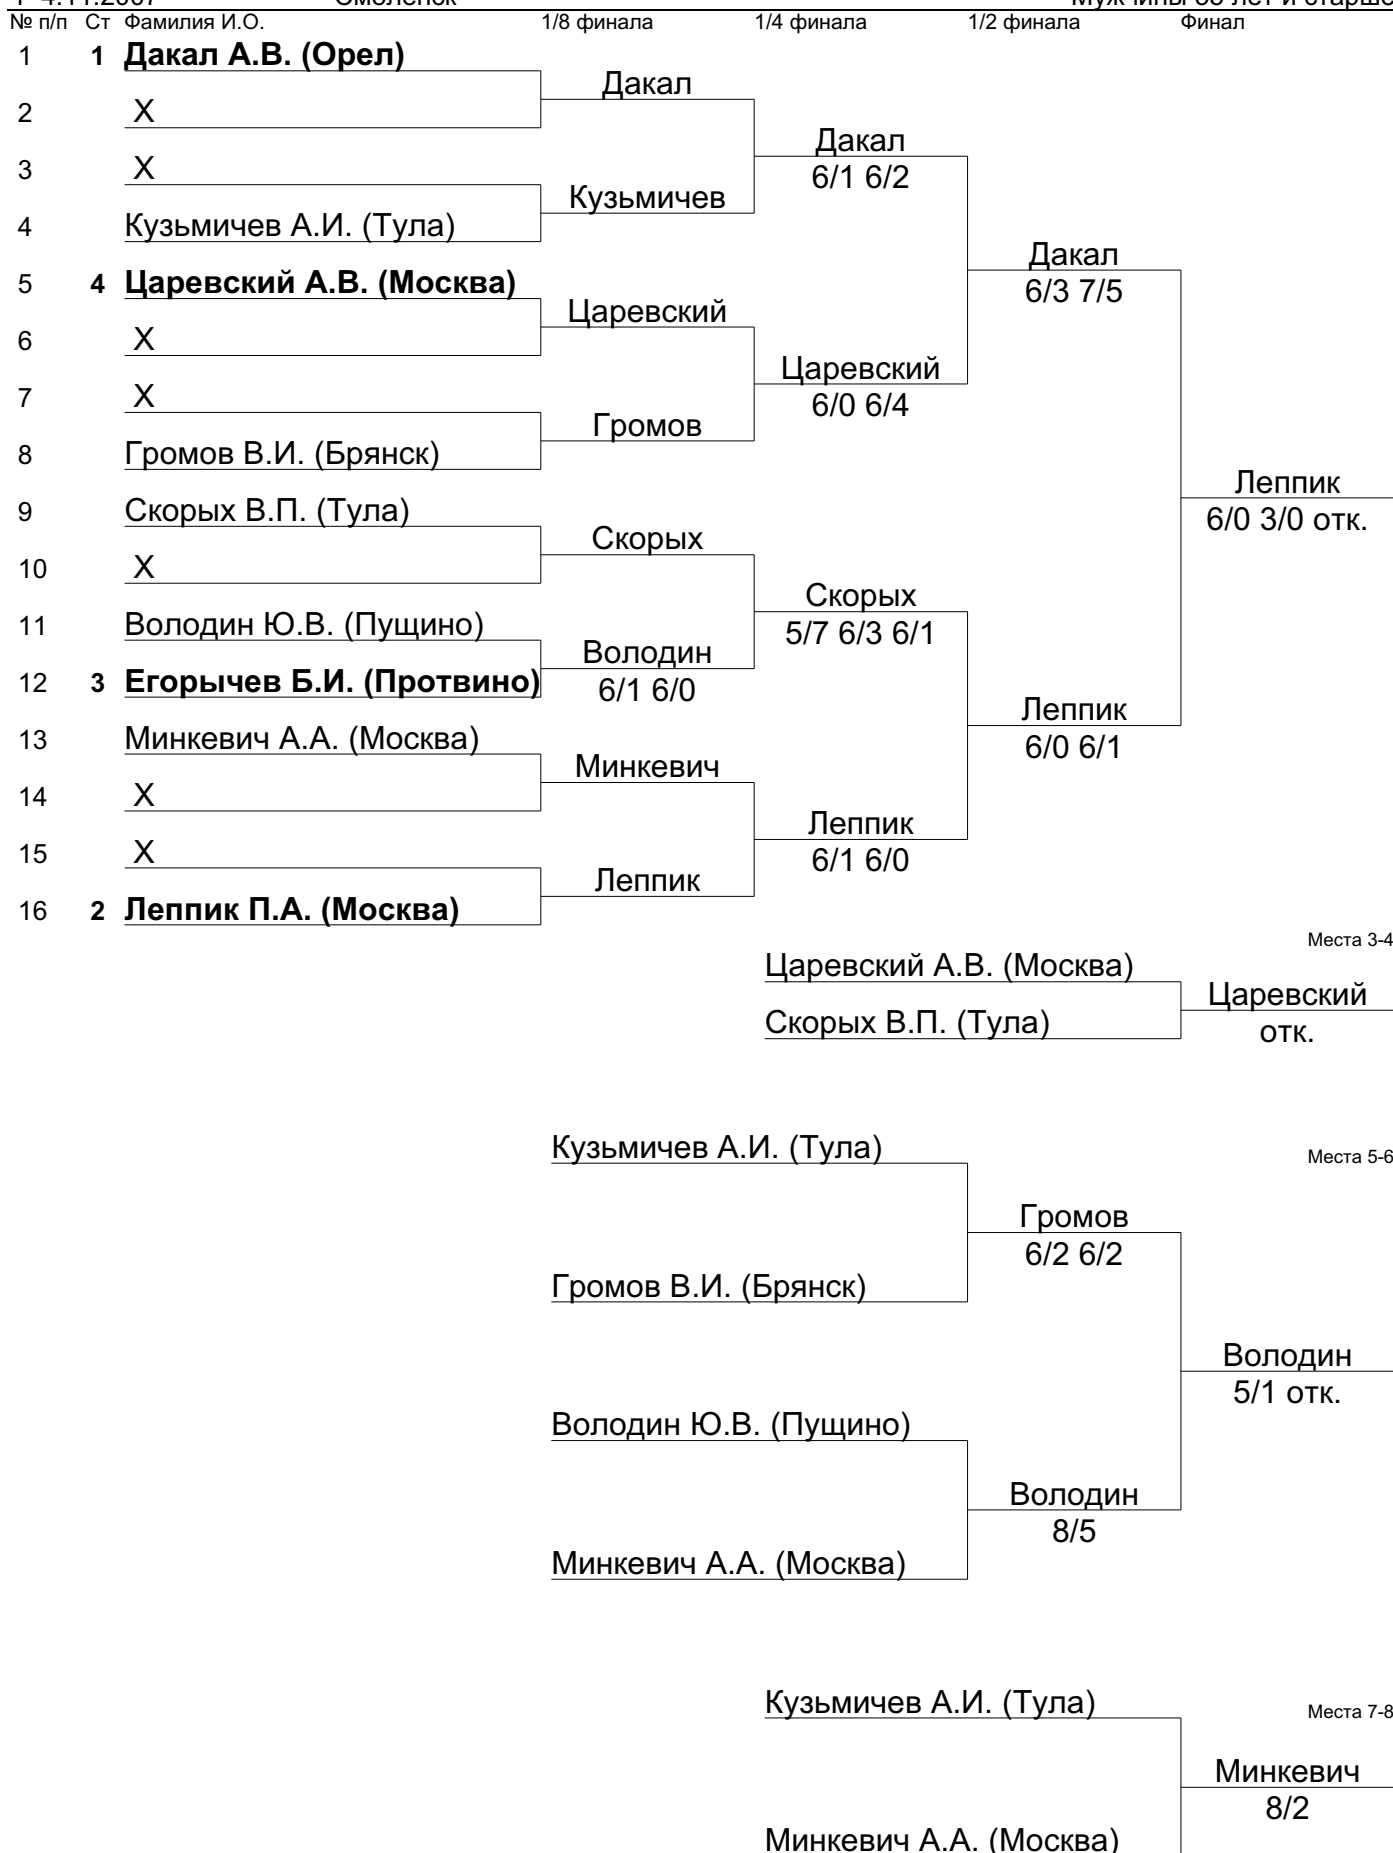 № п/п Ст Фамилия И.О. 1/8 финала 1/4 финала 1/2 финала Финал
1 1 Дакал А.В. (Орел)
Дакал
2 X
Дакал
3 X 6/1 6/2
Кузьмичев
4 Кузьмичев А.И. (Тула)
Дакал
5 4 Царевский А.В. (Москва) 6/3 7/5
Царевский
6 X
Царевский
7 X 6/0 6/4
Громов
8 Громов В.И. (Брянск)
Леппик
9 Скорых В.П. (Тула) 6/0 3/0 отк.
Скорых
10 X
Скорых
11 Володин Ю.В. (Пущино) 5/7 6/3 6/1
Володин
12 3 Егорычев Б.И. (Протвино) 6/1 6/0
Леппик
13 Минкевич А.А. (Москва) 6/0 6/1
Минкевич
14 X
Леппик
15 X 6/1 6/0
Леппик
16 2 Леппик П.А. (Москва)
Места 3-4
Царевский А.В. (Москва)
Царевский
Скорых В.П. (Тула) отк.
Кузьмичев А.И. (Тула) Места 5-6
Громов
6/2 6/2
Громов В.И. (Брянск)
Володин
5/1 отк.
Володин Ю.В. (Пущино)
Володин
8/5
Минкевич А.А. (Москва)
Кузьмичев А.И. (Тула) Места 7-8
Минкевич
8/2
Минкевич А.А. (Москва)